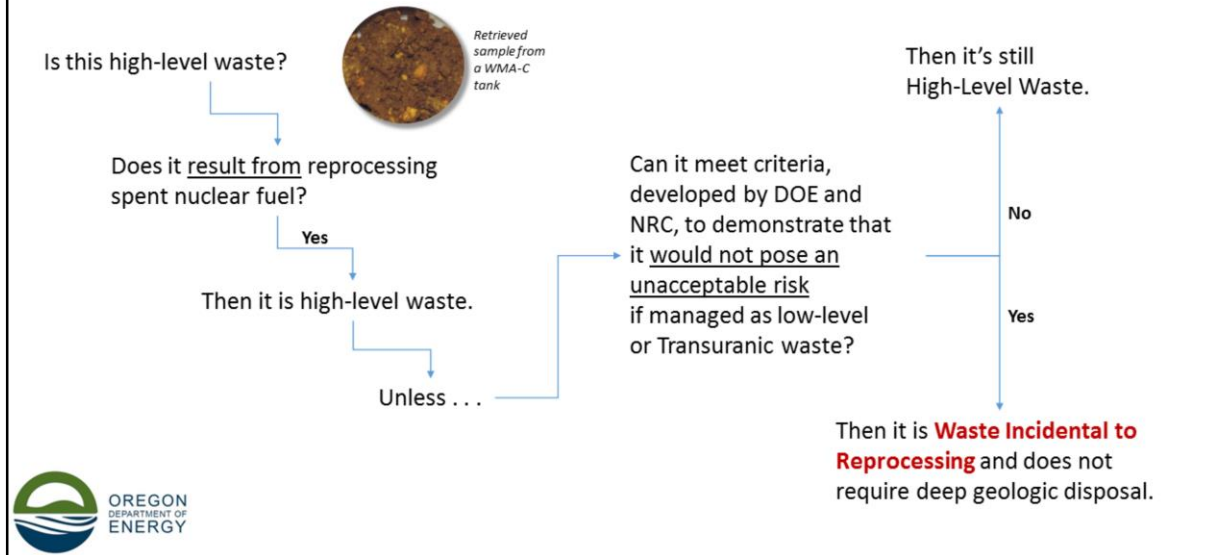 Is this high-level waste?
Retrieved
sample from
a WMA-C
tank
Does it result from reprocessing
spent nuclear fuel?
Yes
Then it is high-level waste.
Unless . . .
Can it meet criteria,
developed by DOE and
NRC, to demonstrate that
it would not pose an
unacceptable risk
if managed as low-level
or Transuranic waste?
Then it’s still
High-Level Waste.
No
Yes
Then it is Waste Incidental to
Reprocessing and does not
require deep geologic disposal.
OREGON
DEPARTMENT OF
ENERGY